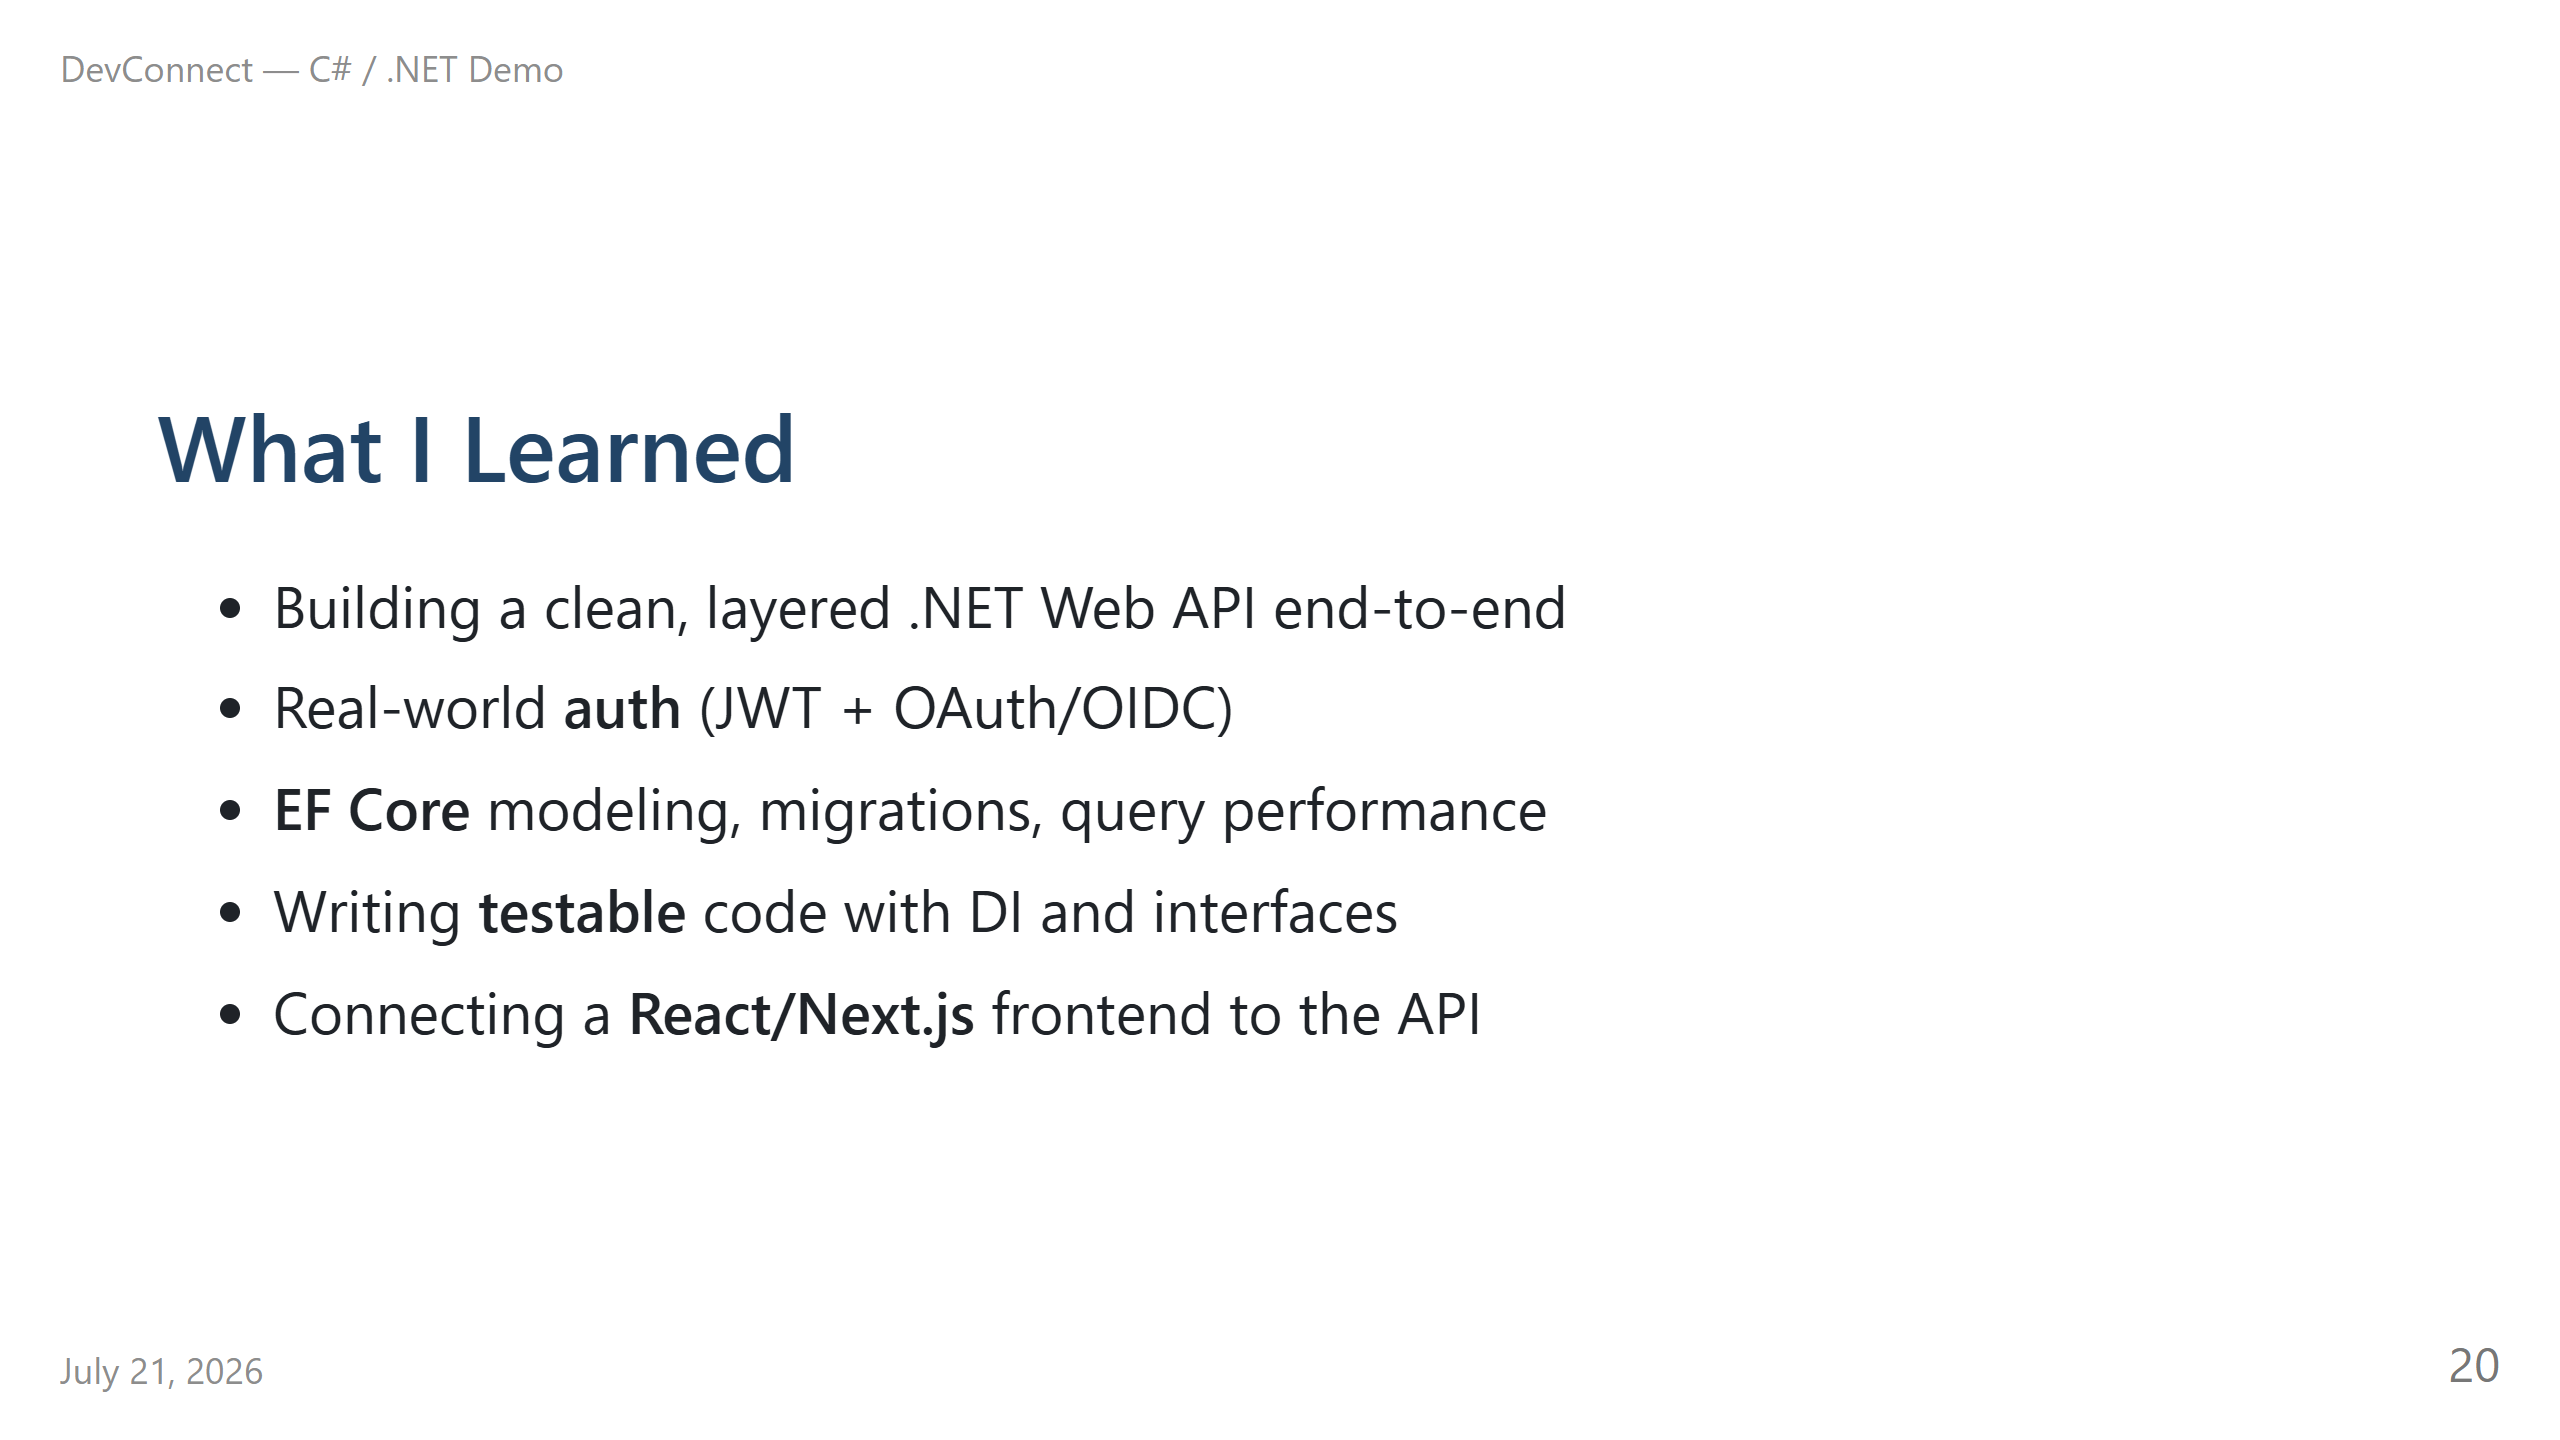 DevConnect — C# / .NET Demo
What I Learned
• Building a clean, layered .NET Web API end-to-end
• Real-world auth (JWT + OAuth/OIDC)
• EF Core modeling, migrations, query performance
• Writing testable code with DI and interfaces
• Connecting a React/Next.js frontend to the API
July 21, 2026
20